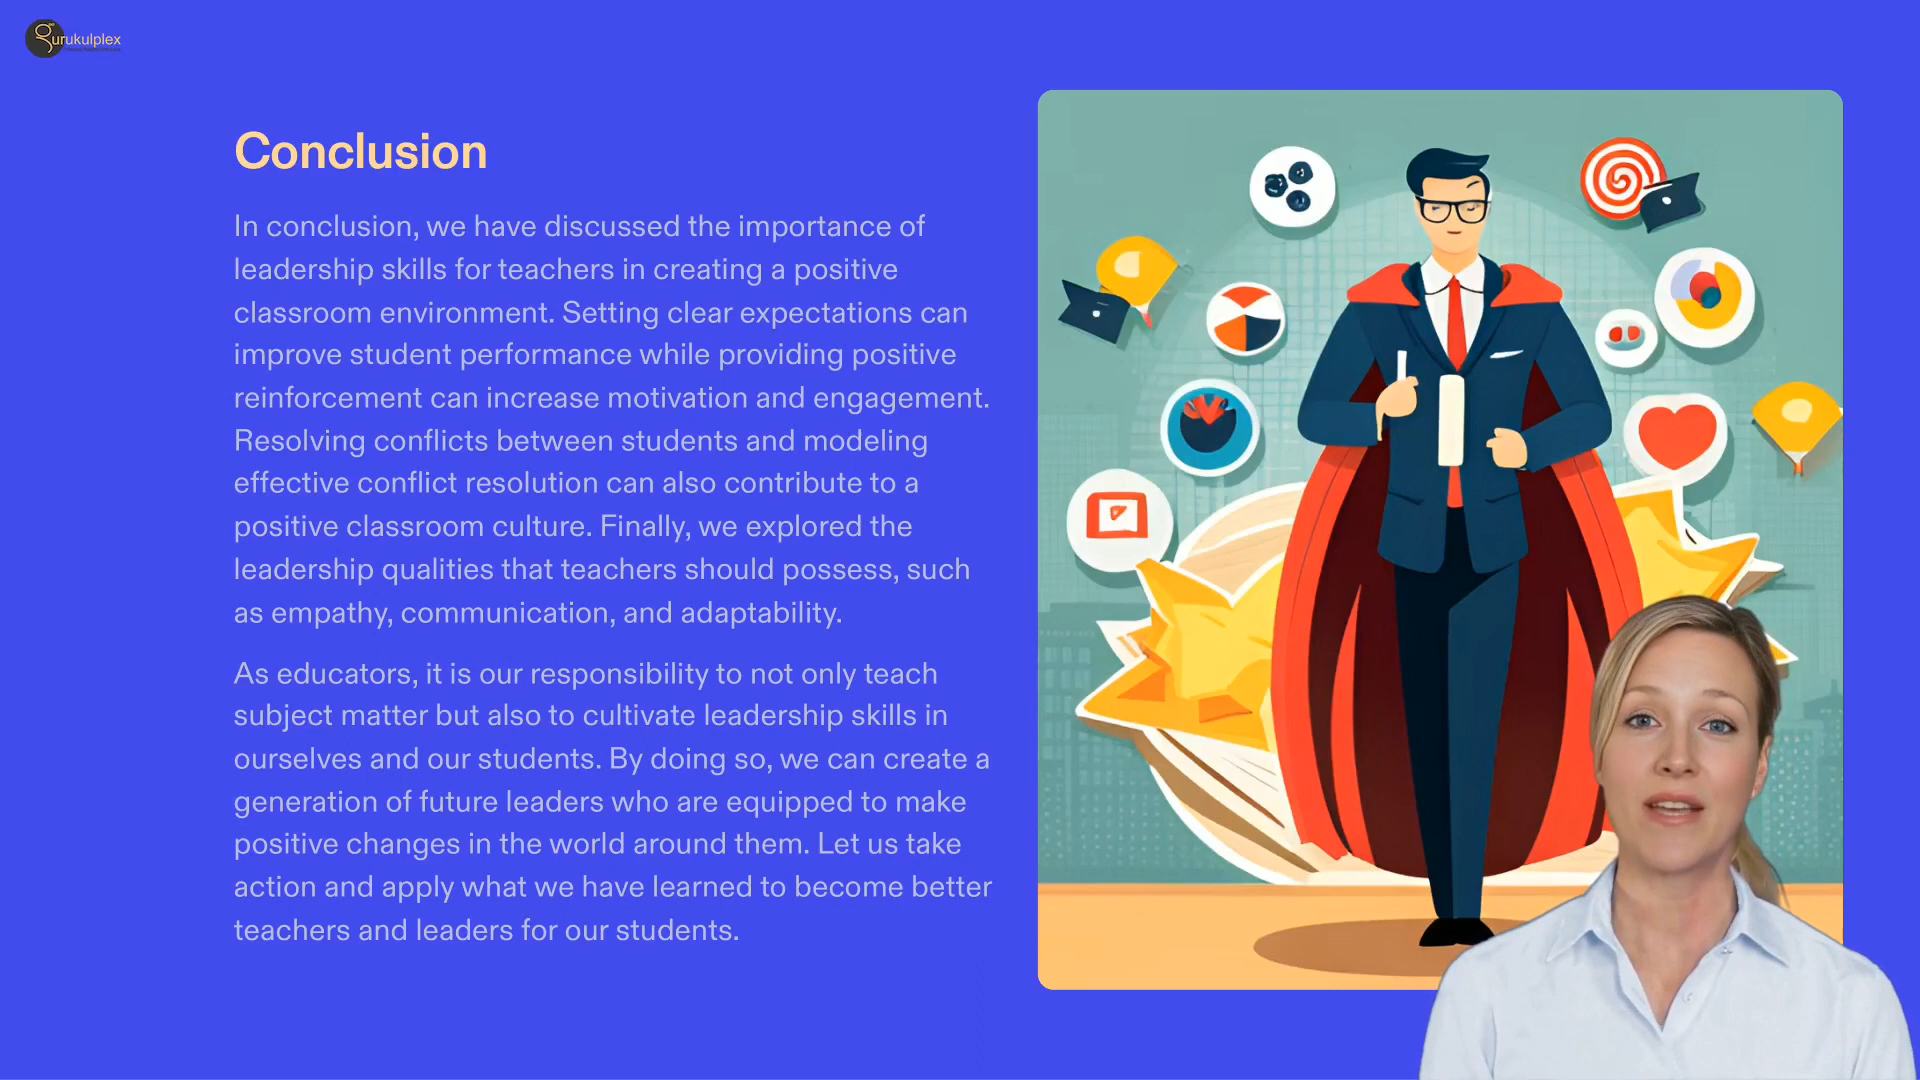 gurukulplex
Conclusion
In conclusion, we have discussed the importance of
leadership skills for teachers in creating a positive
classroom environment. Setting clear expectations can
improve student performance while providing positive
reinforcement can increase motivation and engagement.
Resolving conflicts between students and modeling
effective conflict resolution can also contribute to a
positive classroom culture. Finally, we explored the
leadership qualities that teachers should possess, such
as empathy, communication, and adaptability.
As educators, it is our responsibility to not only teach
subject matter but also to cultivate leadership skills in
ourselves and our students. By doing so, we can create a
generation of future leaders who are equipped to make
positive changes in the world around them. Let us take
action and apply what we have learned to become better
teachers and leaders for our students.